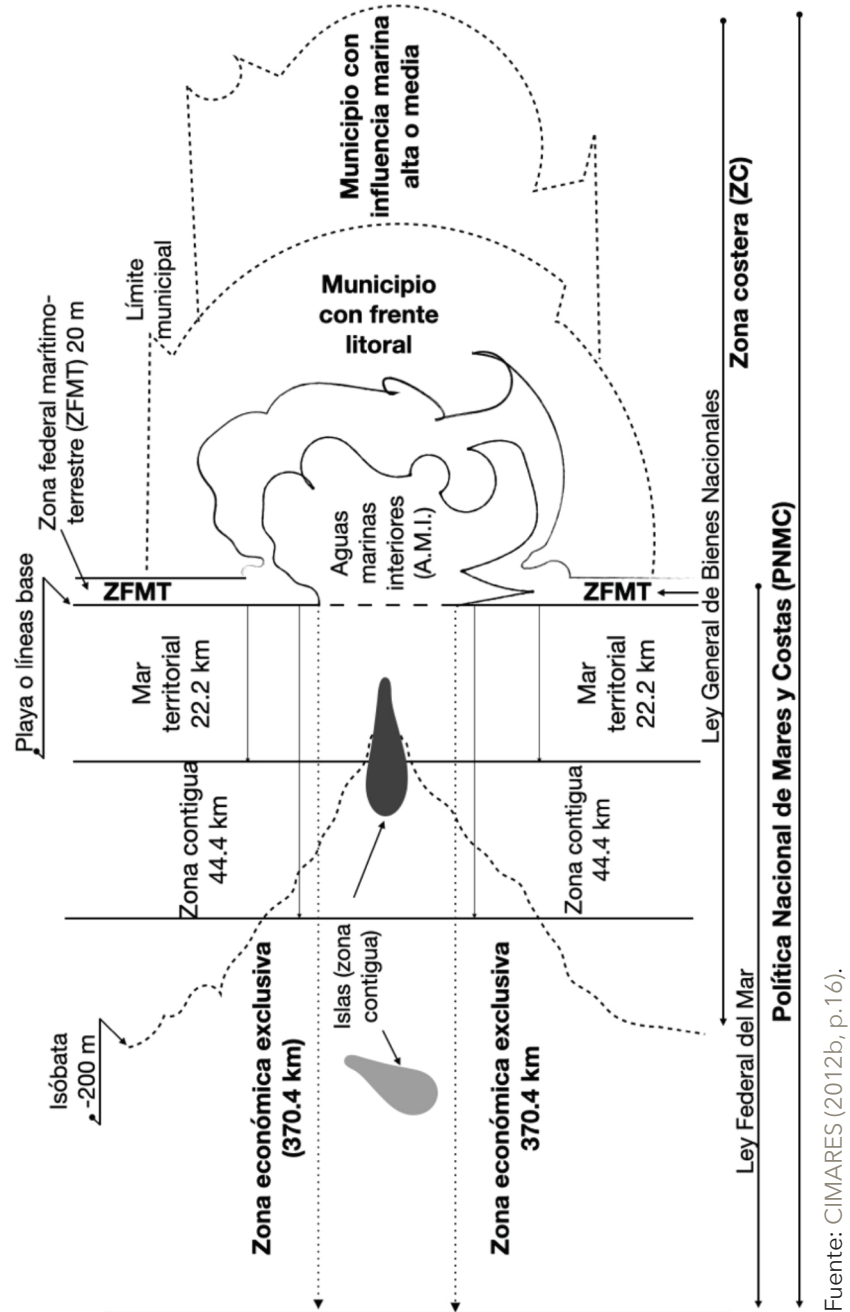 Playa o líneas base
Zona federal marítimo-
terrestre (ZFMT) 20 m
Límite
municipal
Isóbata
-200 m
ZFMT
Mar
territorial
22.2 km
Zona contigua
44.4 km
Zona económica exclusiva
(370.4 km)
Islas (zona
contigua)
Aguas
marinas
interiores
(A.M.I.)
Municipio
con frente
litoral
Municipio con
influencia marina
alta o media
Zona económica exclusiva
370.4 km
Zona contigua
44.4 km
Mar
territorial
22.2 km
ZFMT
Ley General de Bienes Nacionales
Zona costera (ZC)
Ley Federal del Mar
Política Nacional de Mares y Costas (PNMC)
Fuente: CIMARES (2012b, p.16).